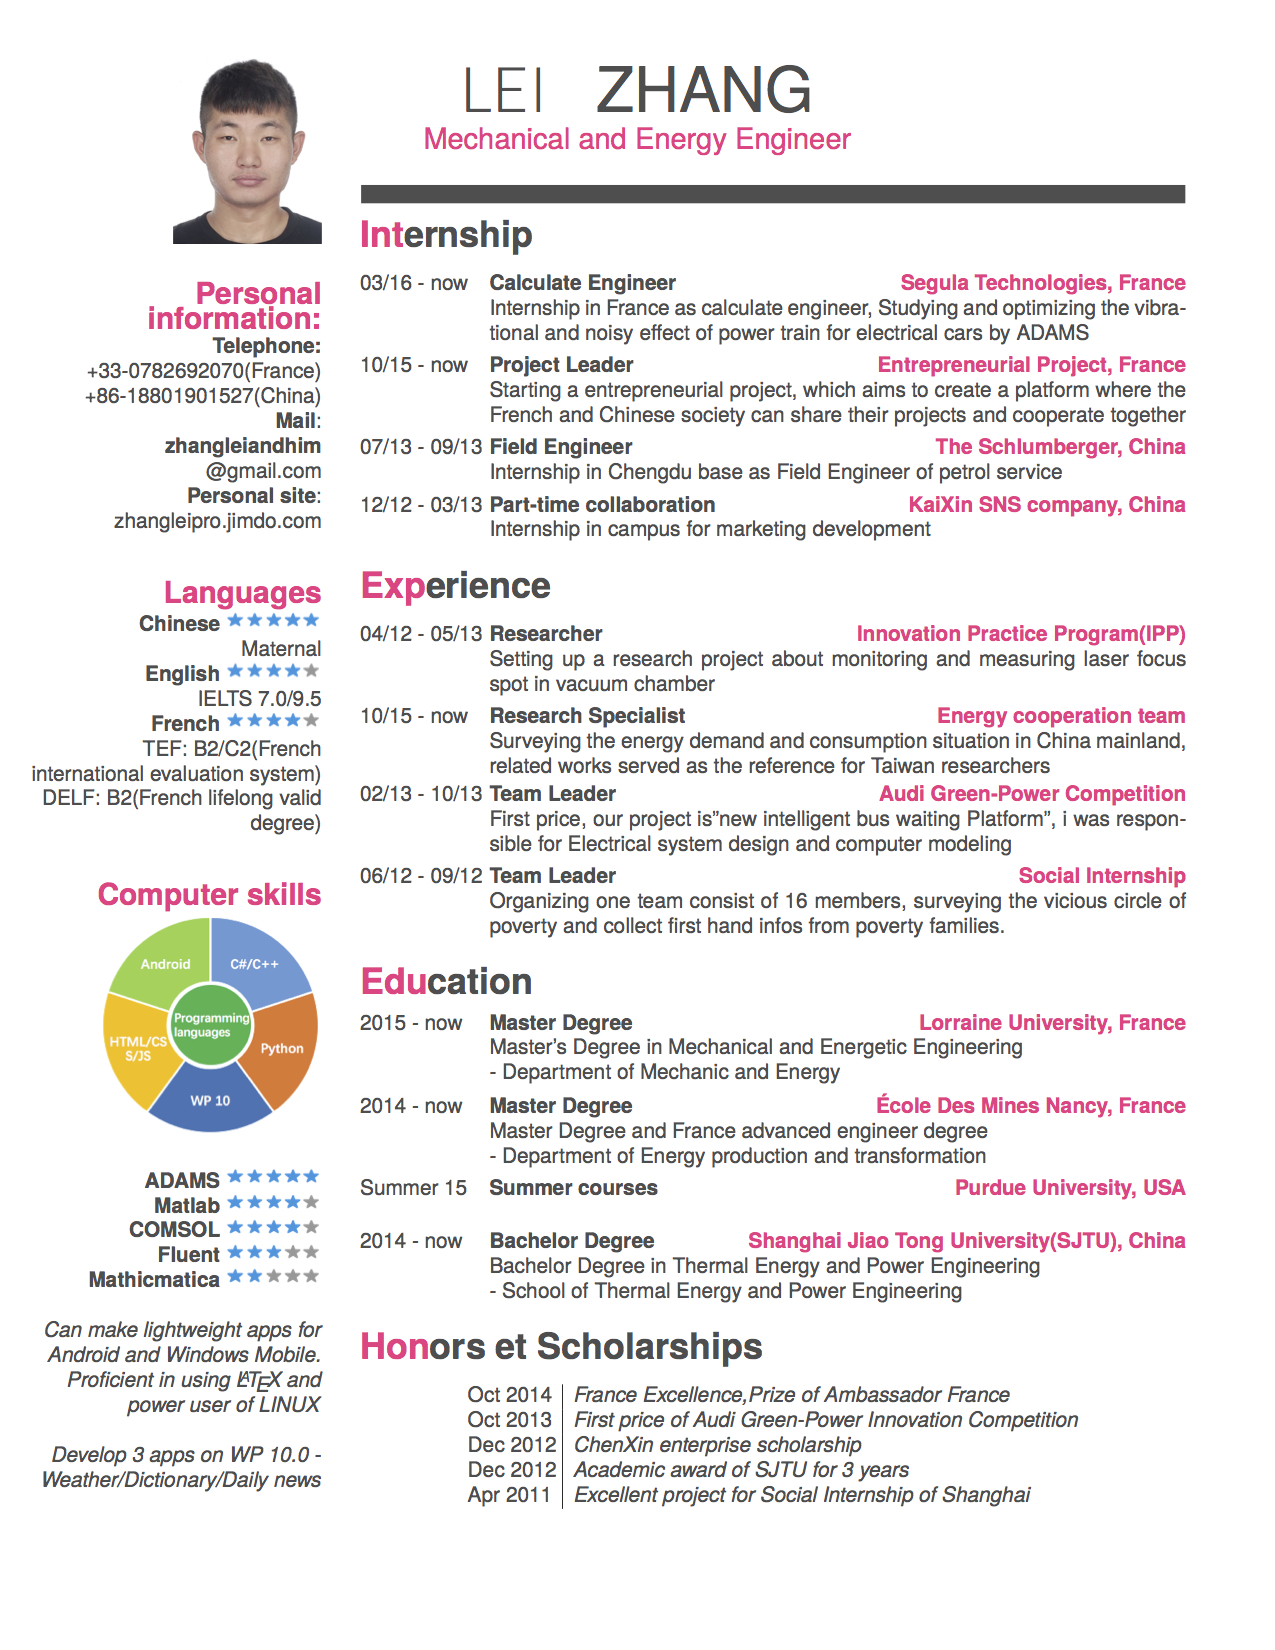 LEI ZHANG
Mechanical and Energy Engineer
Personal
information:
Telephone:
+33-0782692070(France)
+86-18801901527(China)
Mail:
zhangleiandhim
@gmail.com
Personal site:
zhangleipro.jimdo.com
Languages
Chinese
Maternal
English
IELTS 7.0/9.5
French
TEF: B2/C2(French
international evaluation system)
DELF: B2(French lifelong valid
degree)
Computer skills
Android
C#/C++
Programming
languages
HTML/CS
S/JS
Python
WP 10
ADAMS
Matlab
COMSOL
Fluent
Mathicmatica
Can make lightweight apps for
Android and Windows Mobile.
Proficient in using LATEX and
power user of LINUX
Develop 3 apps on WP 10.0 -
Weather/Dictionary/Daily news
Internship
03/16 - now Calculate Engineer Segula Technologies, France
Internship in France as calculate engineer, Studying and optimizing the vibra-
tional and noisy effect of power train for electrical cars by ADAMS
10/15 - now Project Leader Entrepreneurial Project, France
Starting a entrepreneurial project, which aims to create a platform where the
French and Chinese society can share their projects and cooperate together
07/13 - 09/13 Field Engineer The Schlumberger, China
Internship in Chengdu base as Field Engineer of petrol service
12/12 - 03/13 Part-time collaboration KaiXin SNS company, China
Internship in campus for marketing development
Experience
04/12 - 05/13 Researcher Innovation Practice Program(IPP)
Setting up a research project about monitoring and measuring laser focus
spot in vacuum chamber
10/15 - now Research Specialist Energy cooperation team
Surveying the energy demand and consumption situation in China mainland,
related works served as the reference for Taiwan researchers
02/13 - 10/13 Team Leader Audi Green-Power Competition
First price, our project is”new intelligent bus waiting Platform”, i was respon-
sible for Electrical system design and computer modeling
06/12 - 09/12 Team Leader Social Internship
Organizing one team consist of 16 members, surveying the vicious circle of
poverty and collect first hand infos from poverty families.
Education
2015 - now Master Degree Lorraine University, France
Master’s Degree in Mechanical and Energetic Engineering
- Department of Mechanic and Energy
2014 - now Master Degree École Des Mines Nancy, France
Master Degree and France advanced engineer degree
- Department of Energy production and transformation
Summer 15 Summer courses Purdue University, USA
2014 - now Bachelor Degree Shanghai Jiao Tong University(SJTU), China
Bachelor Degree in Thermal Energy and Power Engineering
- School of Thermal Energy and Power Engineering
Honors et Scholarships
Oct 2014 France Excellence,Prize of Ambassador France
Oct 2013 First price of Audi Green-Power Innovation Competition
Dec 2012 ChenXin enterprise scholarship
Dec 2012 Academic award of SJTU for 3 years
Apr 2011 Excellent project for Social Internship of Shanghai